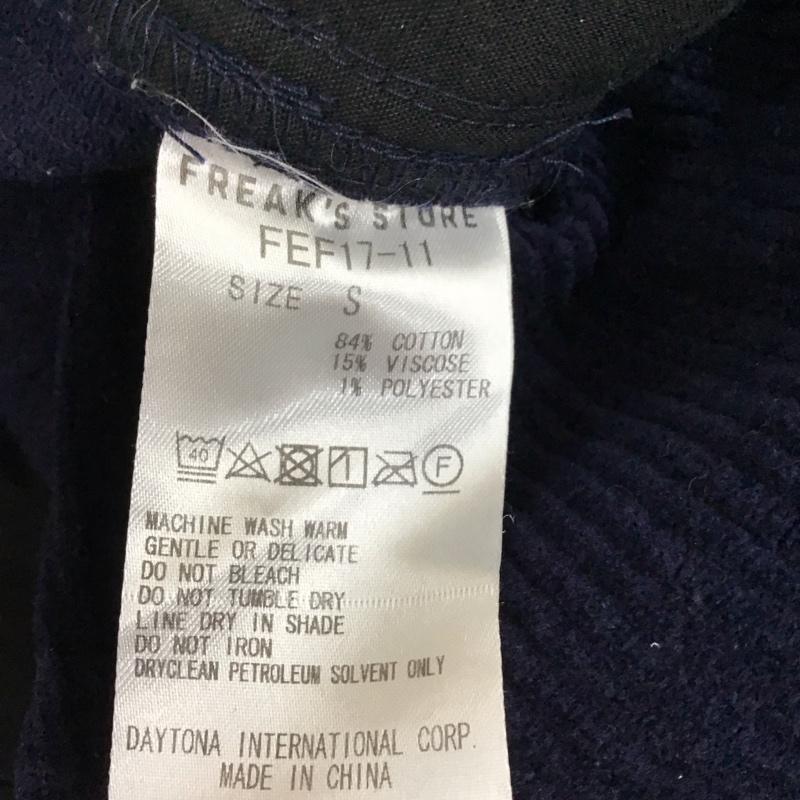 FREAK'S STORE
FEF17-11
SIZE S
84% COTTON
15% VISCOSE
1% POLYESTER
40 F
MACHINE WASH WARM
GENTLE OR DELICATE
DO NOT BLEACH
DO NOT TUMBLE DRY
LINE DRY IN SHADE
DO NOT IRON
DRYCLEAN PETROLEUM SOLVENT ONLY
DAYTONA INTERNATIONAL CORP.
MADE IN CHINA